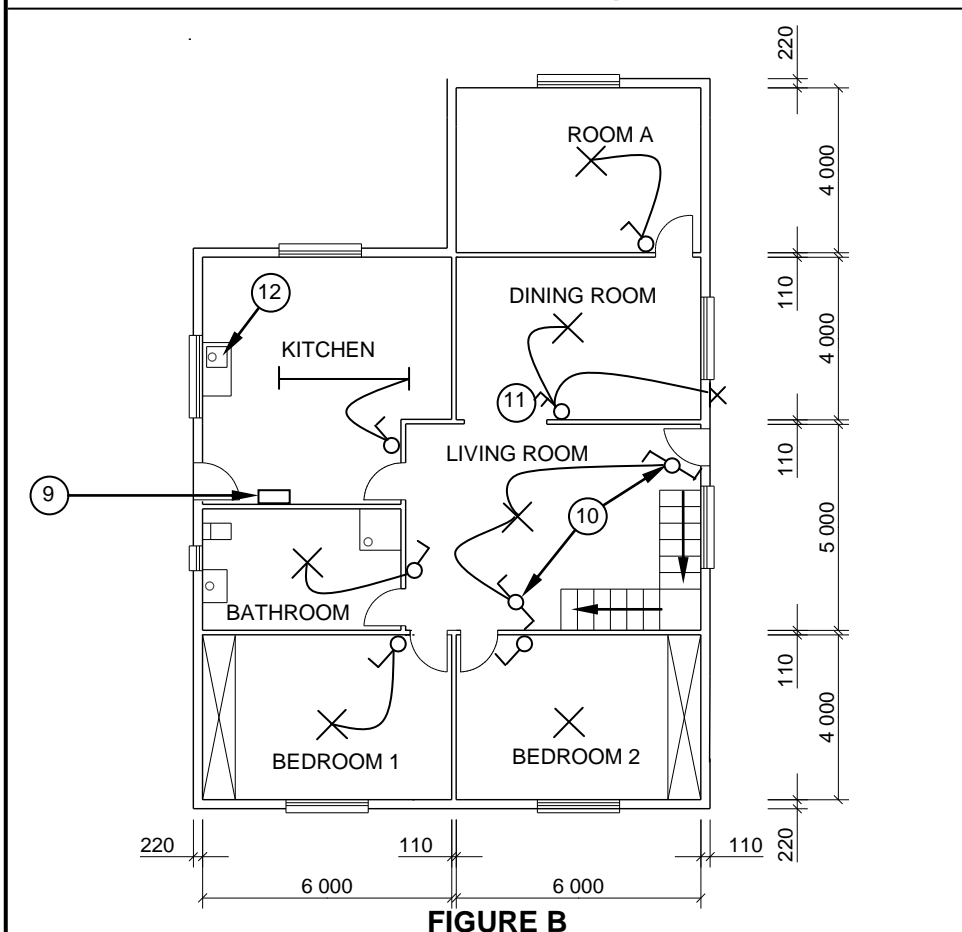 220
ROOM A
4 000
12
DINING ROOM
110
KITCHEN
4 000
11
LIVING ROOM
110
9
10
5 000
BATHROOM
110
4 000
BEDROOM 1
BEDROOM 2
220
110
110
220
6 000
6 000
FIGURE B